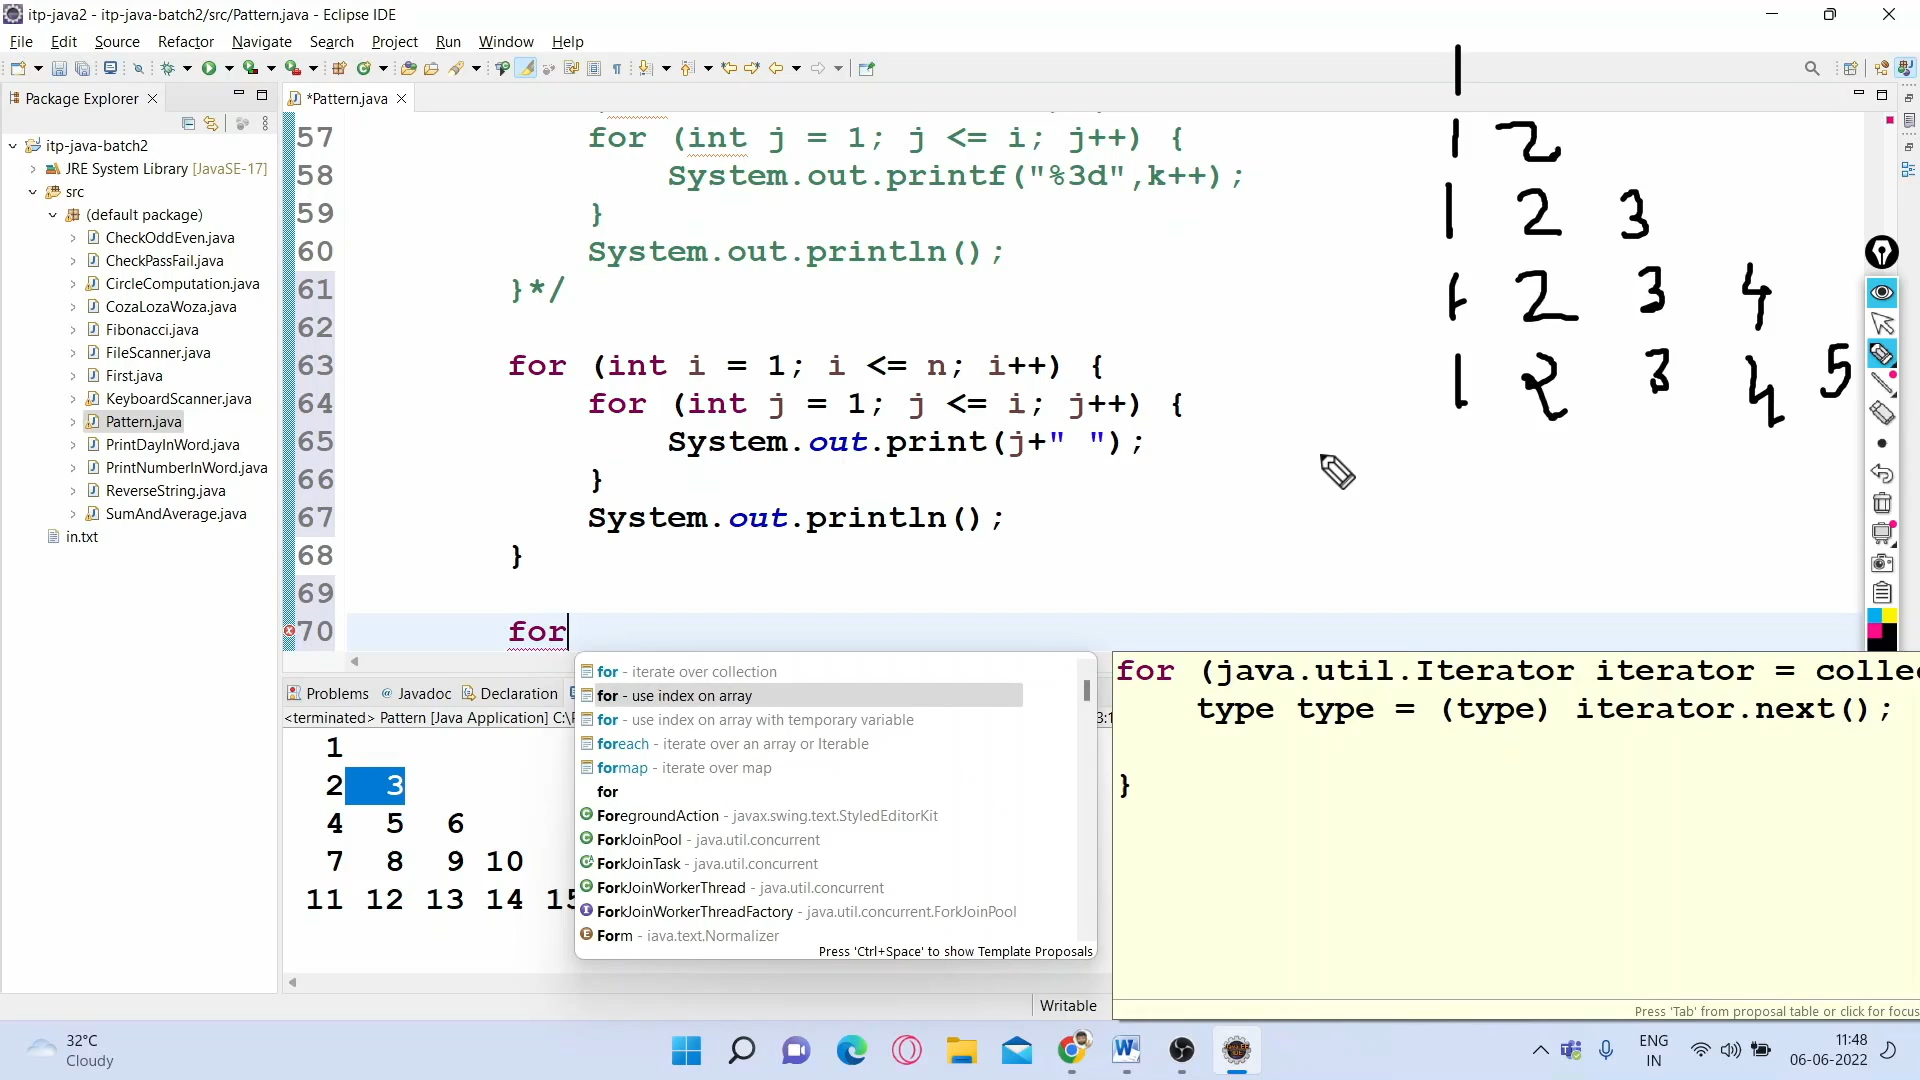 itp-java2 - itp-java-batch2/src/Pattern.java - Eclipse IDE
File Edit Source Refactor Navigate Search Project Run Window Help
Package Explorer
*Pattern.java
itp-java-batch2
JRE System Library [JavaSE-17]
src
(default package)
CheckOddEven.java
CheckPassFail.java
CircleComputation.java
CozaLozaWoza.java
Fibonacci.java
FileScanner.java
First.java
KeyboardScanner.java
Pattern.java
PrintDayInWord.java
PrintNumberInWord.java
ReverseString.java
SumAndAverage.java
in.txt
57 for (int j = 1; j <= i; j++) {
58 System.out.printf("%3d",k++);
59 }
60 System.out.println();
61 }*/
62
63 for (int i = 1; i <= n; i++) {
64 for (int j = 1; j <= i; j++) {
65 System.out.print(j+" ");
66 }
67 System.out.println();
68 }
69
70 for
1
1 2
1 2 3
1 2 3 4
1 2 3 4 5
Problems Javadoc Declaration
<terminated> Pattern [Java Application] C:\
1
2 3
4 5 6
7 8 9 10
11 12 13 14 15
for - iterate over collection
for - use index on array
for - use index on array with temporary variable
foreach - iterate over an array or Iterable
formap - iterate over map
for
ForegroundAction - javax.swing.text.StyledEditorKit
ForkJoinPool - java.util.concurrent
ForkJoinTask - java.util.concurrent
ForkJoinWorkerThread - java.util.concurrent
ForkJoinWorkerThreadFactory - java.util.concurrent.ForkJoinPool
Form - java.text.Normalizer
Press 'Ctrl+Space' to show Template Proposals
for (java.util.Iterator iterator = collec
type type = (type) iterator.next();
}
Press 'Tab' from proposal table or click for focus
Writable
32°C
Cloudy
ENG
IN
11:48
06-06-2022